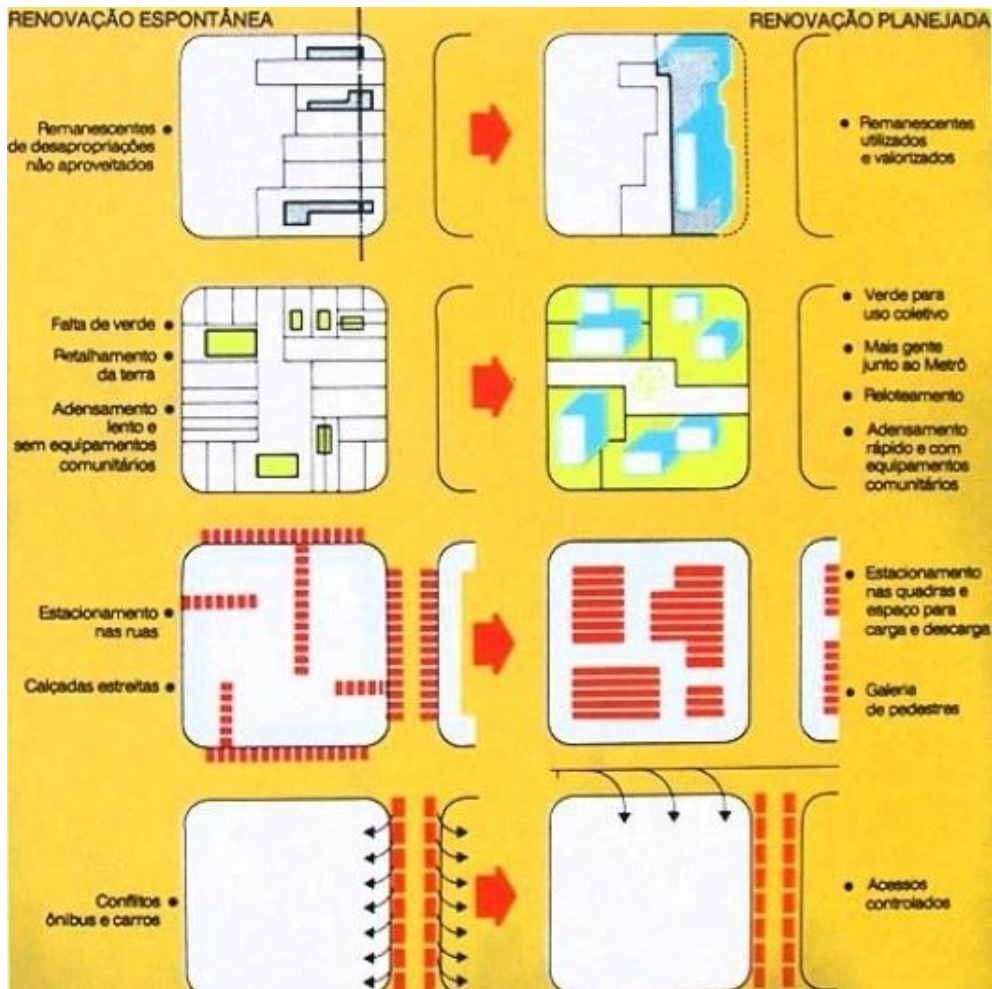 RENOVAÇÃO ESPONTÂNEA
RENOVAÇÃO PLANEJADA
Remanescentes
de desapropriações
não aproveitados
Remanescentes
utilizados
e valorizados
Falta de verde
Retalhamento
da terra
Adensamento
lento e
sem equipamentos
comunitários
Verde para
uso coletivo
Mais gente
junto ao Metrô
Reloteamento
Adensamento
rápido e com
equipamentos
comunitários
Estacionamento
nas ruas
Calçadas estreitas
Estacionamento
nas quadras e
espaço para
carga e descarga
Galeria
de pedestres
Conflitos
ônibus e carros
Acessos
controlados